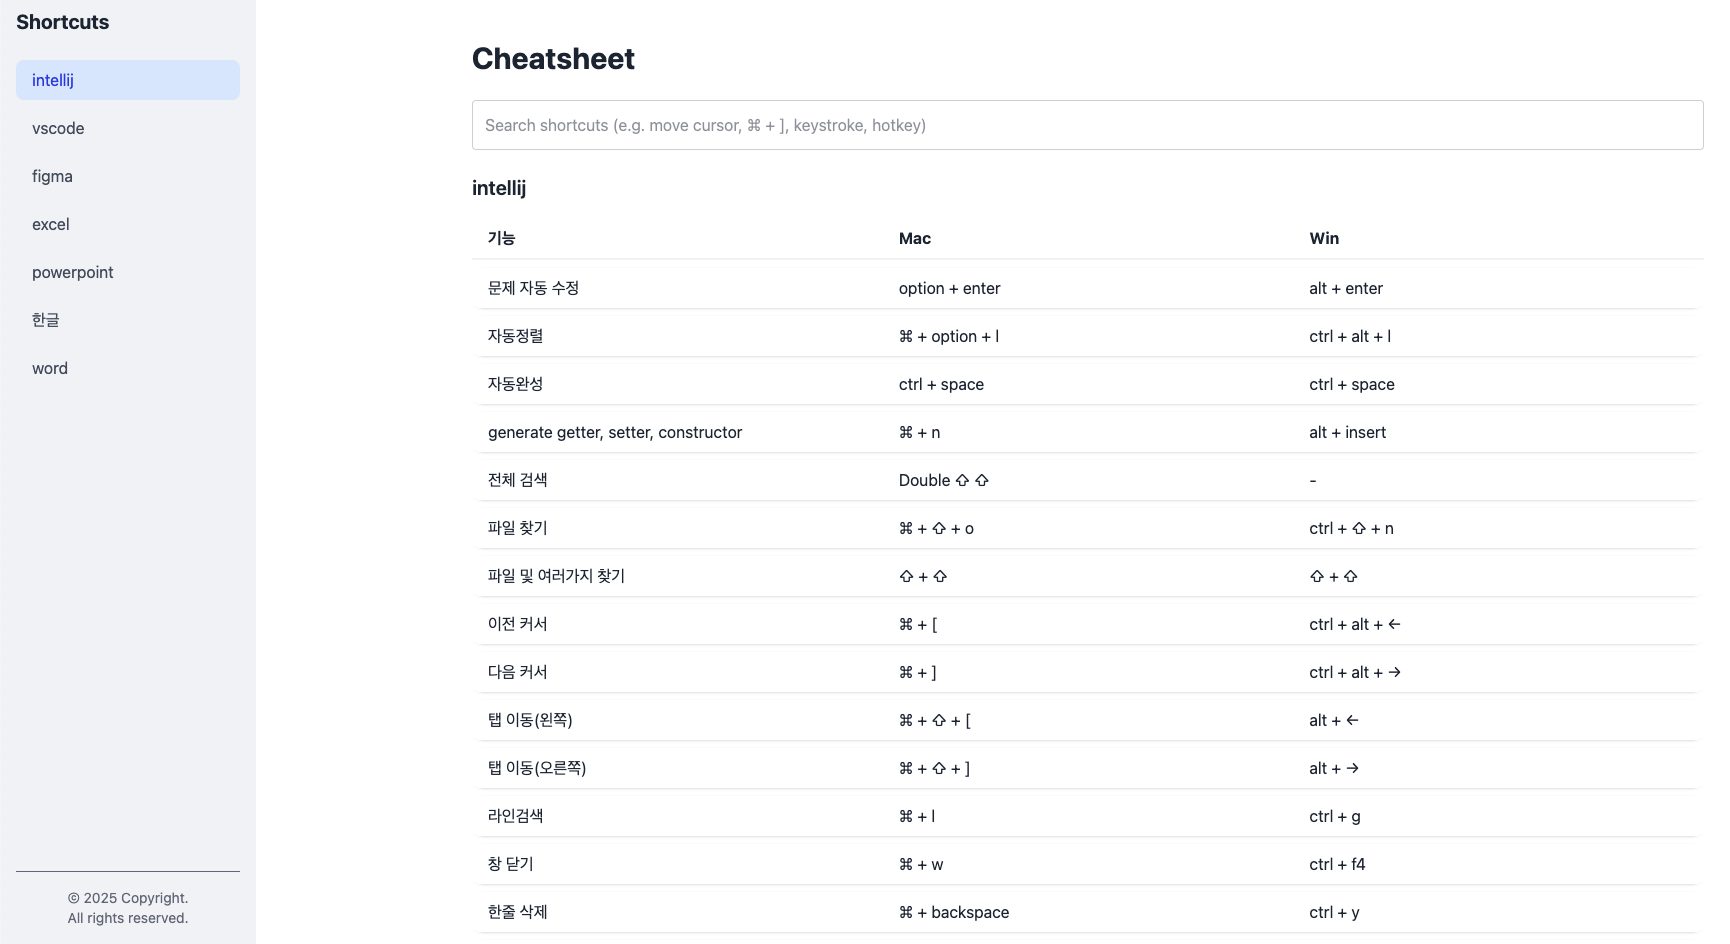 Shortcuts
intellij
vscode
figma
excel
powerpoint
한글
word
© 2025 Copyright.
All rights reserved.
Cheatsheet
Search shortcuts (e.g. move cursor, ⌘ + ], keystroke, hotkey)
intellij
기능 Mac Win
문제 자동 수정 option + enter alt + enter
자동정렬 ⌘ + option + l ctrl + alt + l
자동완성 ctrl + space ctrl + space
generate getter, setter, constructor ⌘ + n alt + insert
전체 검색 Double ⇧ ⇧ -
파일 찾기 ⌘ + ⇧ + o ctrl + ⇧ + n
파일 및 여러가지 찾기 ⇧ + ⇧ ⇧ + ⇧
이전 커서 ⌘ + [ ctrl + alt + ←
다음 커서 ⌘ + ] ctrl + alt + →
탭 이동(왼쪽) ⌘ + ⇧ + [ alt + ←
탭 이동(오른쪽) ⌘ + ⇧ + ] alt + →
라인검색 ⌘ + l ctrl + g
창 닫기 ⌘ + w ctrl + f4
한줄 삭제 ⌘ + backspace ctrl + y